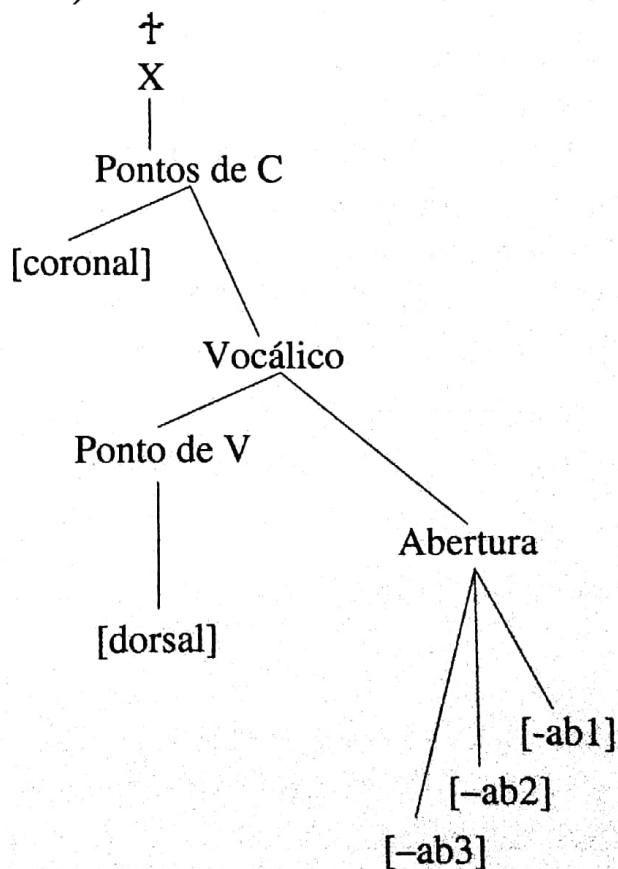 ɫ
X
Pontos de C
[coronal]
Vocálico
Ponto de V
Abertura
[dorsal]
[-ab1]
[–ab2]
[–ab3]